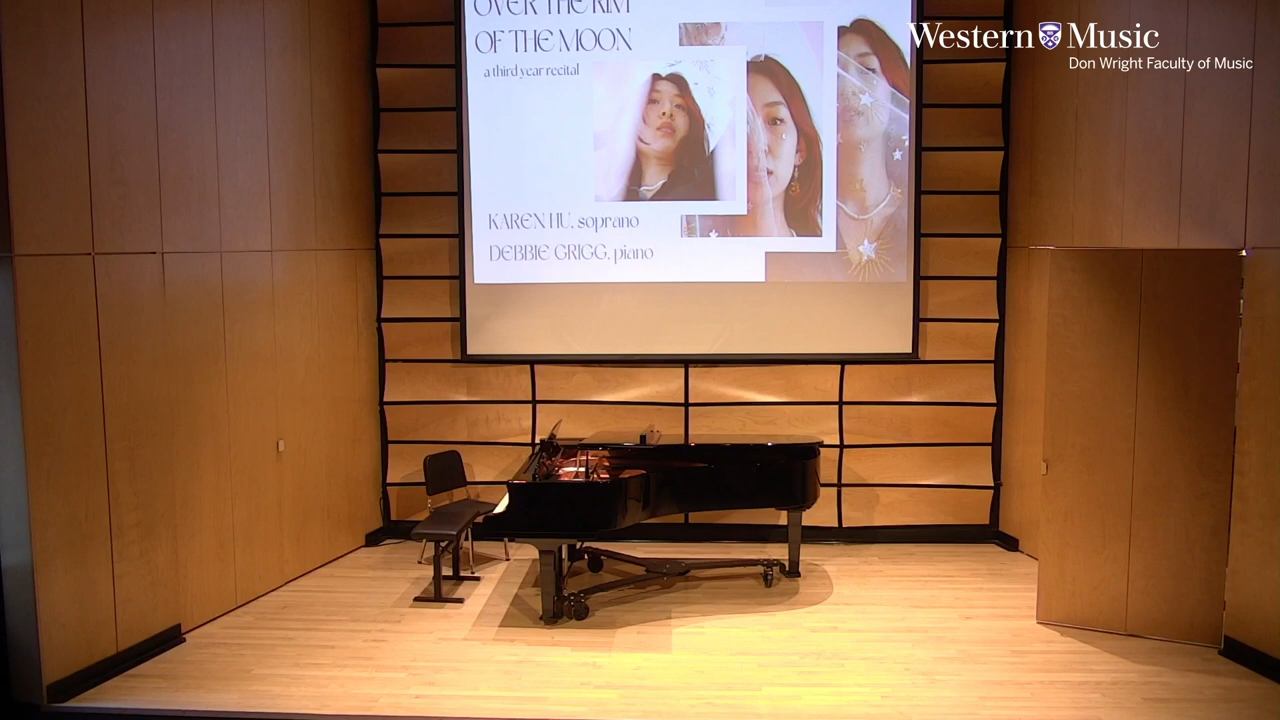 OVER THE RIM
OF THE MOON
a third year recital
KAREN HU, soprano
DEBBIE GRIGG, piano
Western Music
Don Wright Faculty of Music